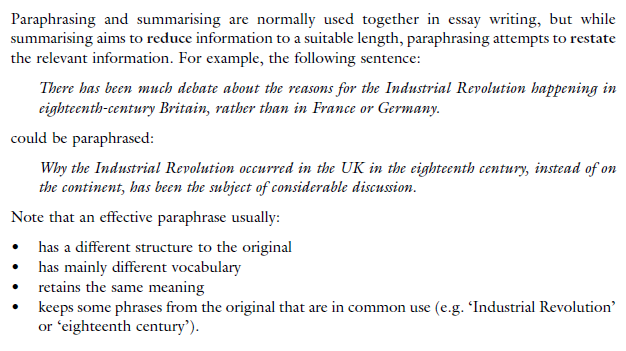 Paraphrasing and summarising are normally used together in essay writing, but while
summarising aims to reduce information to a suitable length, paraphrasing attempts to restate
the relevant information. For example, the following sentence:
There has been much debate about the reasons for the Industrial Revolution happening in
eighteenth-century Britain, rather than in France or Germany.
could be paraphrased:
Why the Industrial Revolution occurred in the UK in the eighteenth century, instead of on
the continent, has been the subject of considerable discussion.
Note that an effective paraphrase usually:
• has a different structure to the original
• has mainly different vocabulary
• retains the same meaning
• keeps some phrases from the original that are in common use (e.g. ‘Industrial Revolution’
or ‘eighteenth century’).